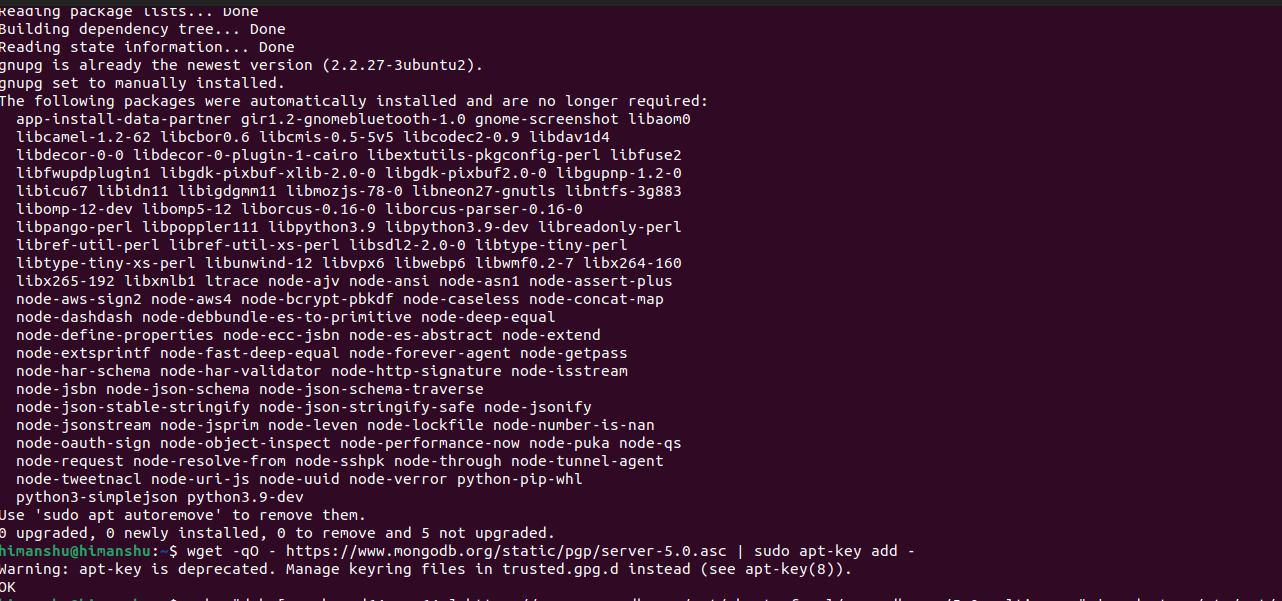 Reading package lists... Done
Building dependency tree... Done
Reading state information... Done
gnupg is already the newest version (2.2.27-3ubuntu2).
gnupg set to manually installed.
The following packages were automatically installed and are no longer required:
app-install-data-partner gir1.2-gnomebluetooth-1.0 gnome-screenshot libaom0
libcamel-1.2-62 libcbor0.6 libcmis-0.5-5v5 libcodec2-0.9 libdav1d4
libdecor-0-0 libdecor-0-plugin-1-cairo libextutils-pkgconfig-perl libfuse2
libfwupdplugin1 libgdk-pixbuf-xlib-2.0-0 libgdk-pixbuf2.0-0 libgupnp-1.2-0
libicu67 libidn11 libigdgmm11 libmozjs-78-0 libneon27-gnutls libntfs-3g883
libomp-12-dev libomp5-12 liborcus-0.16-0 liborcus-parser-0.16-0
libpango-perl libpoppler111 libpython3.9 libpython3.9-dev libreadonly-perl
libref-util-perl libref-util-xs-perl libsdl2-2.0-0 libtype-tiny-perl
libtype-tiny-xs-perl libunwind-12 libvpx6 libwebp6 libwmf0.2-7 libx264-160
libx265-192 libxmlb1 ltrace node-ajv node-ansi node-asn1 node-assert-plus
node-aws-sign2 node-aws4 node-bcrypt-pbkdf node-caseless node-concat-map
node-dashdash node-debbundle-es-to-primitive node-deep-equal
node-define-properties node-ecc-jsbn node-es-abstract node-extend
node-extsprintf node-fast-deep-equal node-forever-agent node-getpass
node-har-schema node-har-validator node-http-signature node-isstream
node-jsbn node-json-schema node-json-schema-traverse
node-json-stable-stringify node-json-stringify-safe node-jsonify
node-jsonstream node-jsprim node-leven node-lockfile node-number-is-nan
node-oauth-sign node-object-inspect node-performance-now node-puka node-qs
node-request node-resolve-from node-sshpk node-through node-tunnel-agent
node-tweetnacl node-uri-js node-uuid node-verror python-pip-whl
python3-simplejson python3.9-dev
Use 'sudo apt autoremove' to remove them.
0 upgraded, 0 newly installed, 0 to remove and 5 not upgraded.
himanshu@himanshu:~$ wget -qO - https://www.mongodb.org/static/pgp/server-5.0.asc | sudo apt-key add -
Warning: apt-key is deprecated. Manage keyring files in trusted.gpg.d instead (see apt-key(8)).
OK